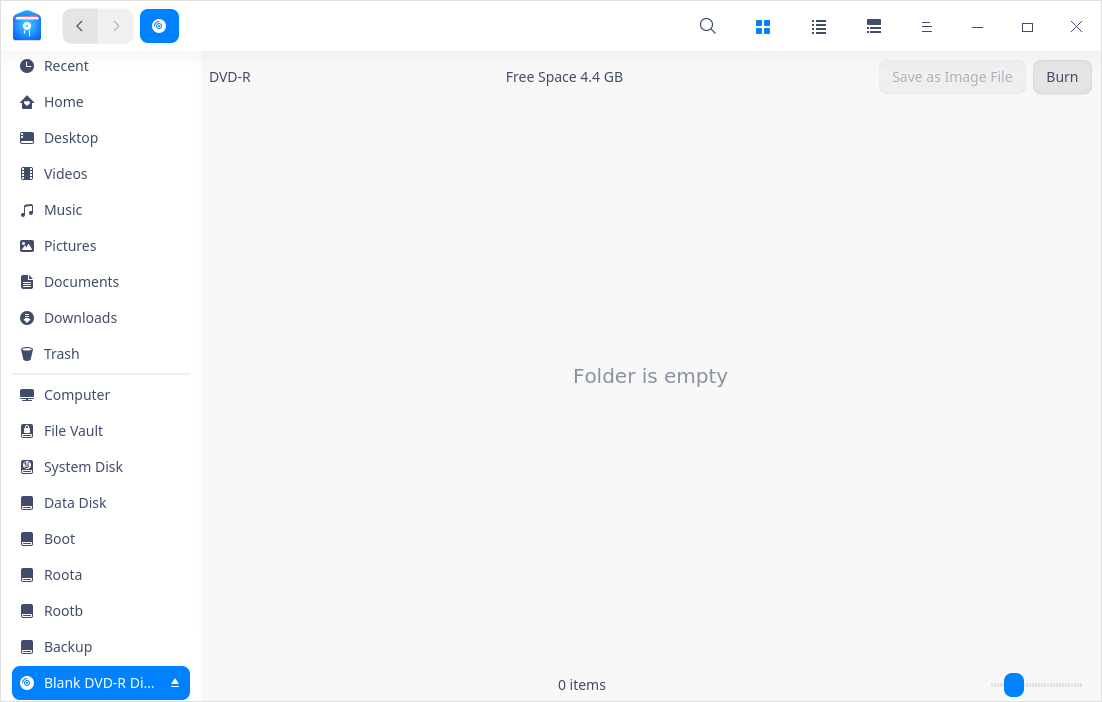 Recent
Home
Desktop
Videos
Music
Pictures
Documents
Downloads
Trash
Computer
File Vault
System Disk
Data Disk
Boot
Roota
Rootb
Backup
Blank DVD-R Di...
DVD-R
Free Space 4.4 GB
Save as Image File
Burn
Folder is empty
0 items